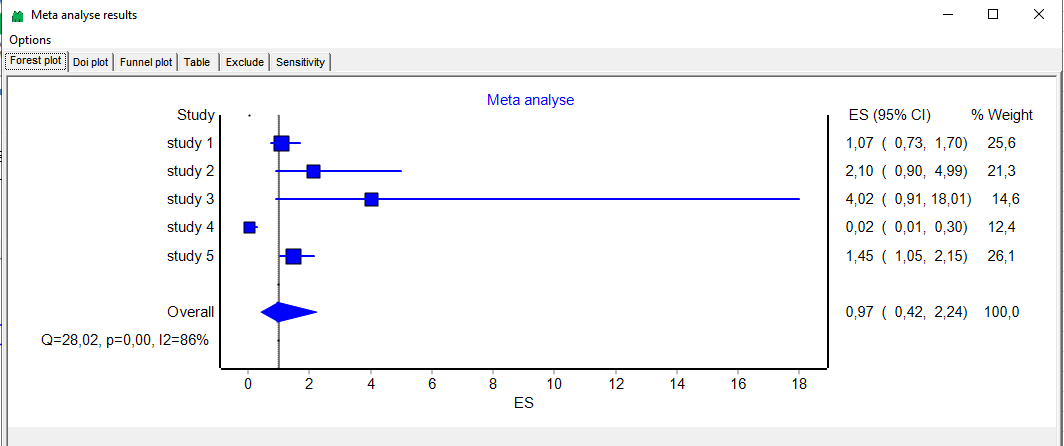 Meta analyse results
Options
Forest plot Doi plot Funnel plot Table Exclude Sensitivity
Meta analyse
Study ES (95% CI) % Weight
study 1 1,07 ( 0,73, 1,70) 25,6
study 2 2,10 ( 0,90, 4,99) 21,3
study 3 4,02 ( 0,91, 18,01) 14,6
study 4 0,02 ( 0,01, 0,30) 12,4
study 5 1,45 ( 1,05, 2,15) 26,1
Overall 0,97 ( 0,42, 2,24) 100,0
Q=28,02, p=0,00, I2=86%
0 2 4 6 8 10 12 14 16 18
ES